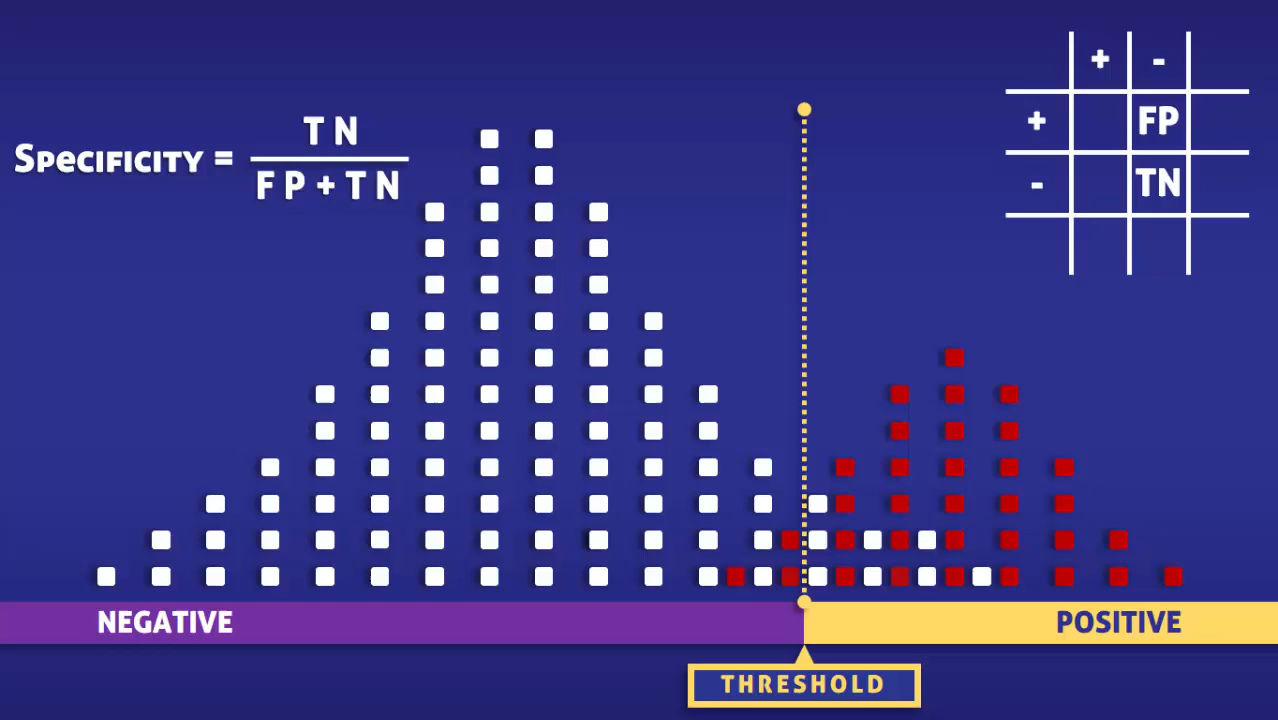 Specificity = TN
FP + TN
+ -
+ FP
- TN
NEGATIVE
POSITIVE
THRESHOLD